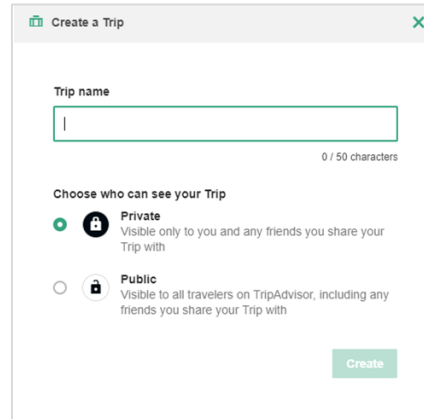 Create a Trip
Trip name
0 / 50 characters
Choose who can see your Trip
Private
Visible only to you and any friends you share your
Trip with
Public
Visible to all travelers on TripAdvisor, including any
friends you share your Trip with
Create